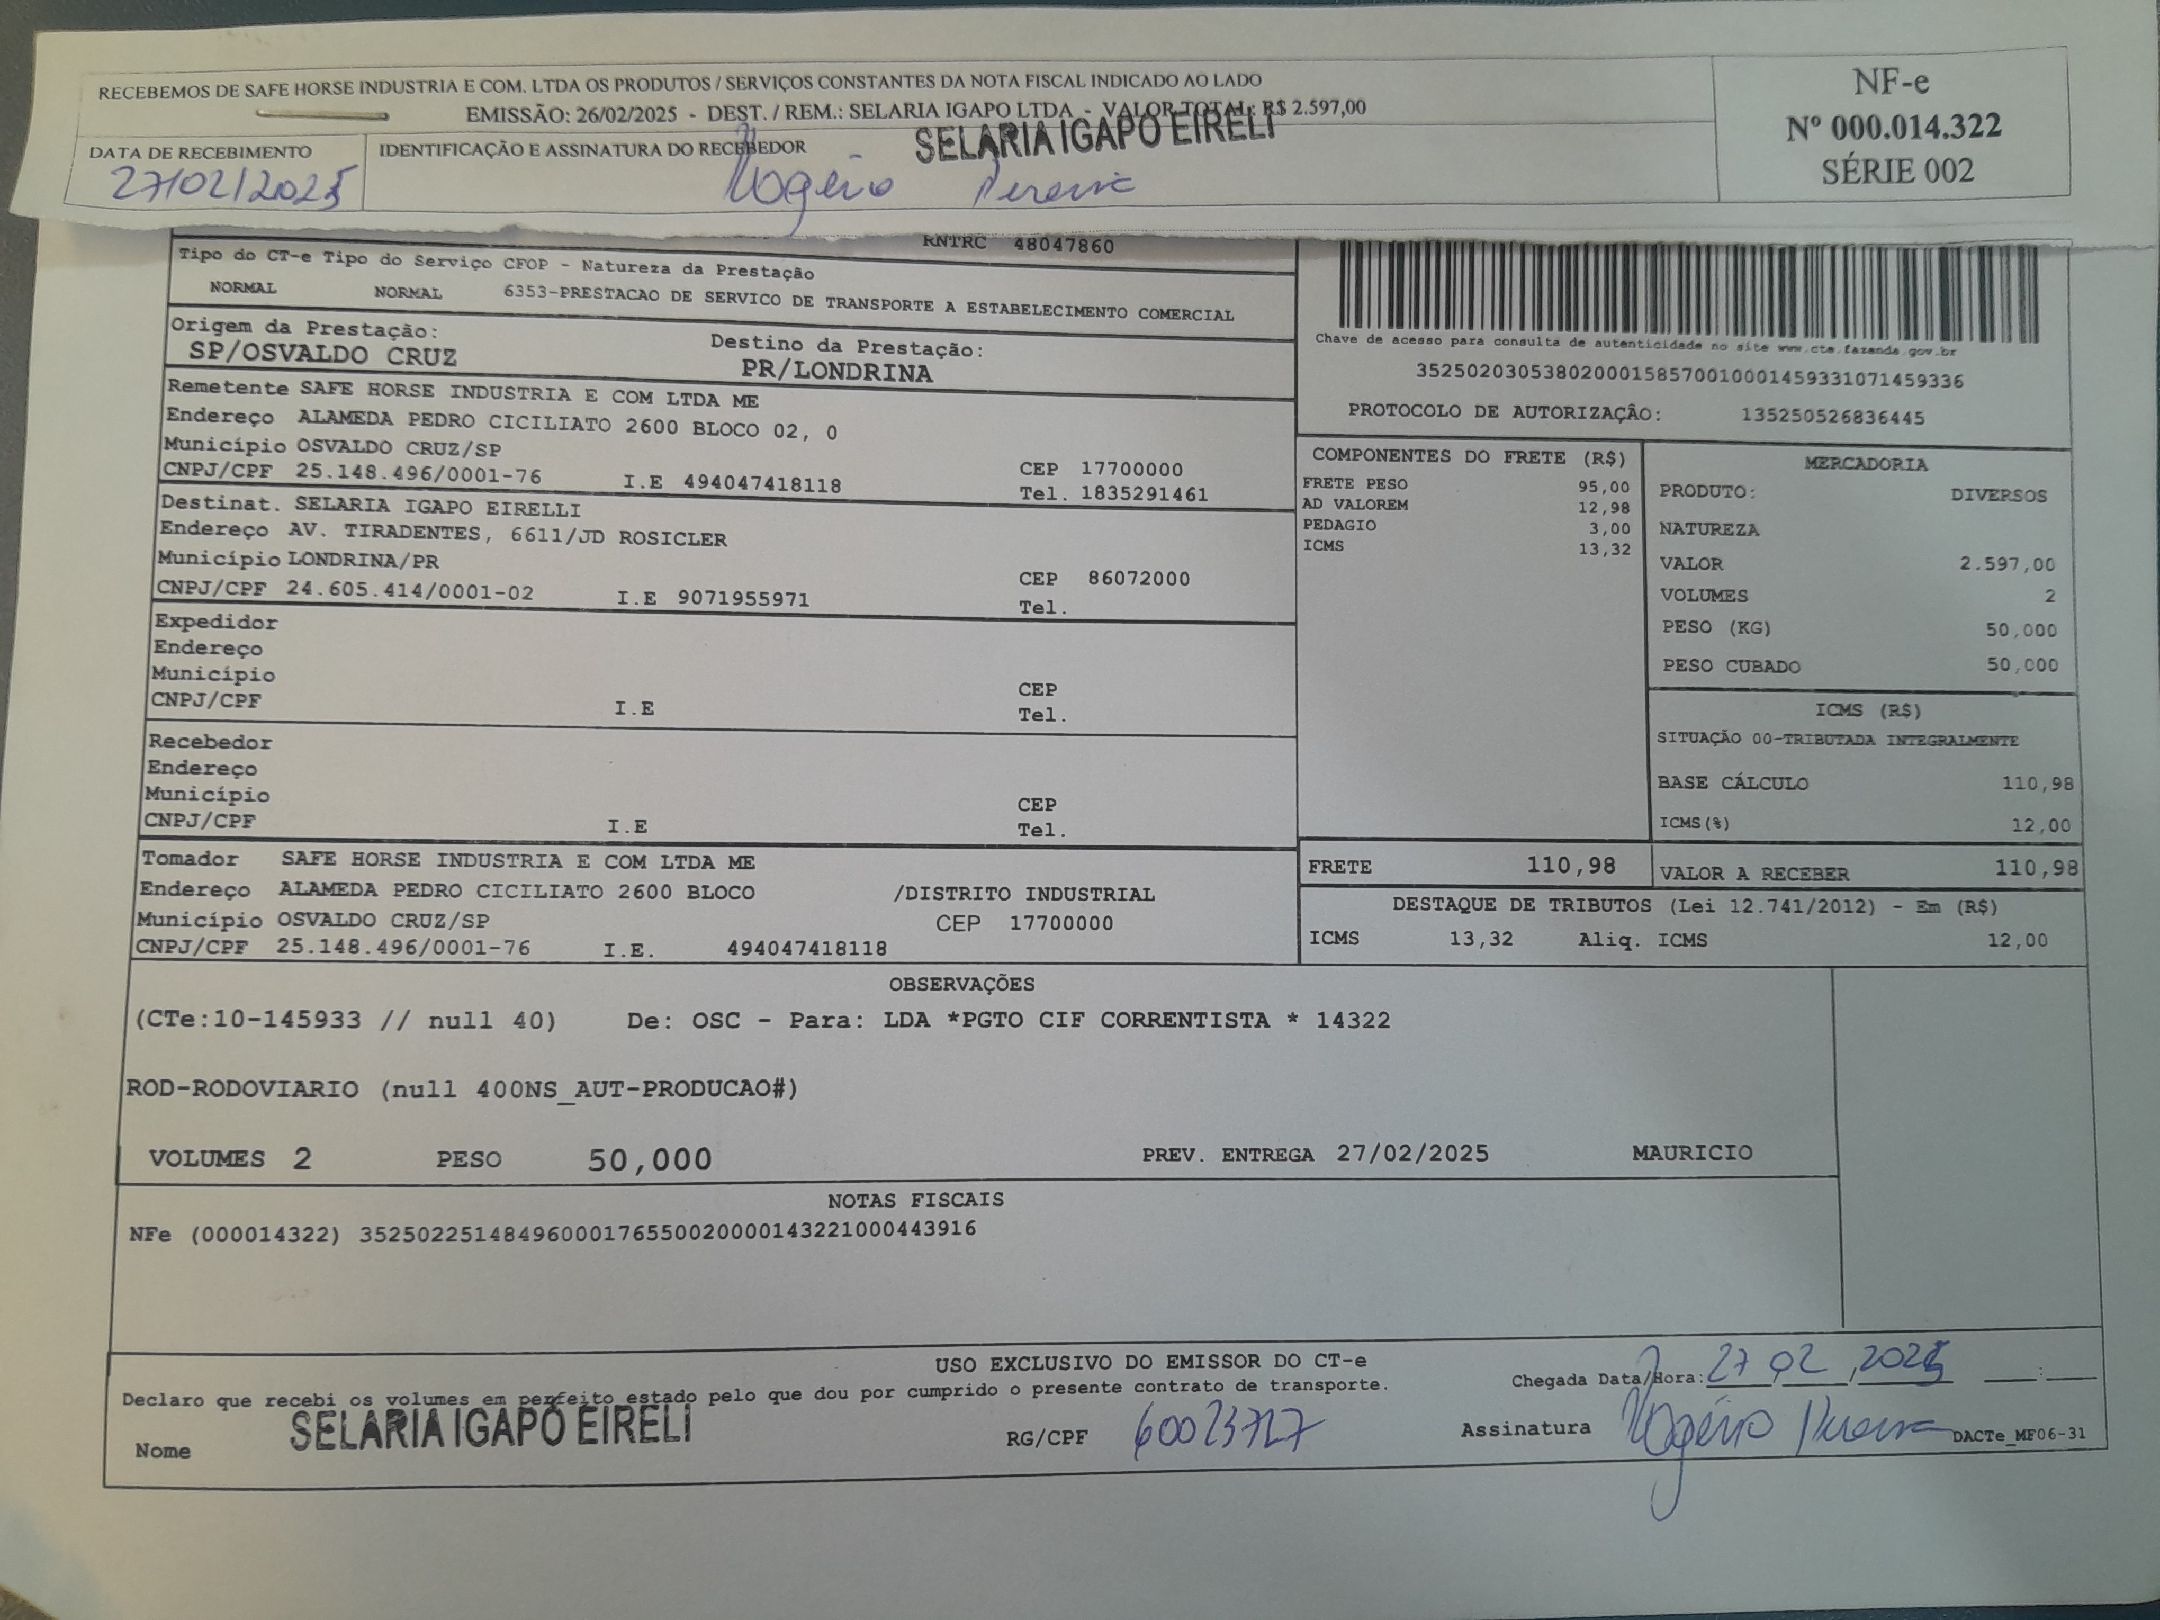 RECEBEMOS DE SAFE HORSE INDUSTRIA E COM. LTDA OS PRODUTOS / SERVIÇOS CONSTANTES DA NOTA FISCAL INDICADO AO LADO
EMISSÃO: 26/02/2025 - DEST. / REM.: SELARIA IGAPO LTDA - VALOR TOTAL: R$ 2.597,00
NF-e
Nº 000.014.322
SÉRIE 002
DATA DE RECEBIMENTO
27/02/2025
IDENTIFICAÇÃO E ASSINATURA DO RECEBEDOR
SELARIA IGAPO EIRELI
Rogério Pereira
RNTRC 48047860
Tipo do CT-e Tipo do Serviço CFOP - Natureza da Prestação
NORMAL NORMAL 6353-PRESTACAO DE SERVICO DE TRANSPORTE A ESTABELECIMENTO COMERCIAL
Origem da Prestação: Destino da Prestação:
SP/OSVALDO CRUZ PR/LONDRINA
Chave de acesso para consulta de autenticidade no site www.cte.fazenda.gov.br
35250203053802000158570010001459331071459336
PROTOCOLO DE AUTORIZAÇÃO: 135250526836445
Remetente SAFE HORSE INDUSTRIA E COM LTDA ME
Endereço ALAMEDA PEDRO CICILIATO 2600 BLOCO 02, 0
Município OSVALDO CRUZ/SP CEP 17700000
CNPJ/CPF 25.148.496/0001-76 I.E 494047418118 Tel. 1835291461
Destinat. SELARIA IGAPO EIRELLI
Endereço AV. TIRADENTES, 6611/JD ROSICLER
Município LONDRINA/PR CEP 86072000
CNPJ/CPF 24.605.414/0001-02 I.E 9071955971 Tel.
Expedidor
Endereço
Município CEP
CNPJ/CPF I.E Tel.
Recebedor
Endereço
Município CEP
CNPJ/CPF I.E Tel.
Tomador SAFE HORSE INDUSTRIA E COM LTDA ME
Endereço ALAMEDA PEDRO CICILIATO 2600 BLOCO /DISTRITO INDUSTRIAL
Município OSVALDO CRUZ/SP CEP 17700000
CNPJ/CPF 25.148.496/0001-76 I.E. 494047418118
COMPONENTES DO FRETE (R$)
FRETE PESO 95,00
AD VALOREM 12,98
PEDAGIO 3,00
ICMS 13,32
MERCADORIA
PRODUTO: DIVERSOS
NATUREZA
VALOR 2.597,00
VOLUMES 2
PESO (KG) 50,000
PESO CUBADO 50,000
ICMS (R$)
SITUAÇÃO 00-TRIBUTADA INTEGRALMENTE
BASE CÁLCULO 110,98
ICMS(%) 12,00
FRETE 110,98 VALOR A RECEBER 110,98
DESTAQUE DE TRIBUTOS (Lei 12.741/2012) - Em (R$)
ICMS 13,32 Aliq. ICMS 12,00
OBSERVAÇÕES
(CTe:10-145933 // null 40) De: OSC - Para: LDA *PGTO CIF CORRENTISTA * 14322
ROD-RODOVIARIO (null 400NS_AUT-PRODUCAO#)
VOLUMES 2 PESO 50,000 PREV. ENTREGA 27/02/2025 MAURICIO
NOTAS FISCAIS
NFe (000014322) 35250225148496000176550020000143221000443916
USO EXCLUSIVO DO EMISSOR DO CT-e
Declaro que recebi os volumes em perfeito estado pelo que dou por cumprido o presente contrato de transporte.
Chegada Data/Hora: 27 02 2025 :
Nome SELARIA IGAPO EIRELI RG/CPF 60023727 Assinatura Rogério Pereira DACTe_MF06-31